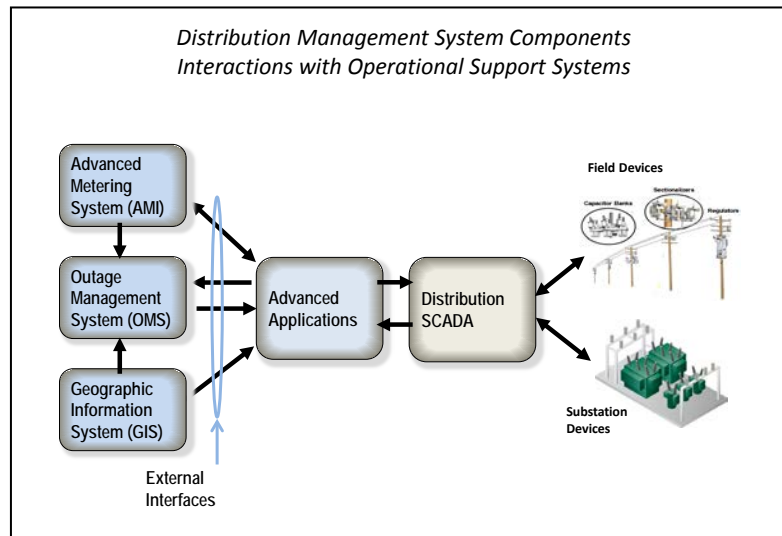 Distribution Management System Components
Interactions with Operational Support Systems
Advanced
Metering
System (AMI)
Outage
Management
System (OMS)
Geographic
Information
System (GIS)
External
Interfaces
Advanced
Applications
Distribution
SCADA
Field Devices
Capacitor Banks
Sectionalizers
Regulators
Substation
Devices